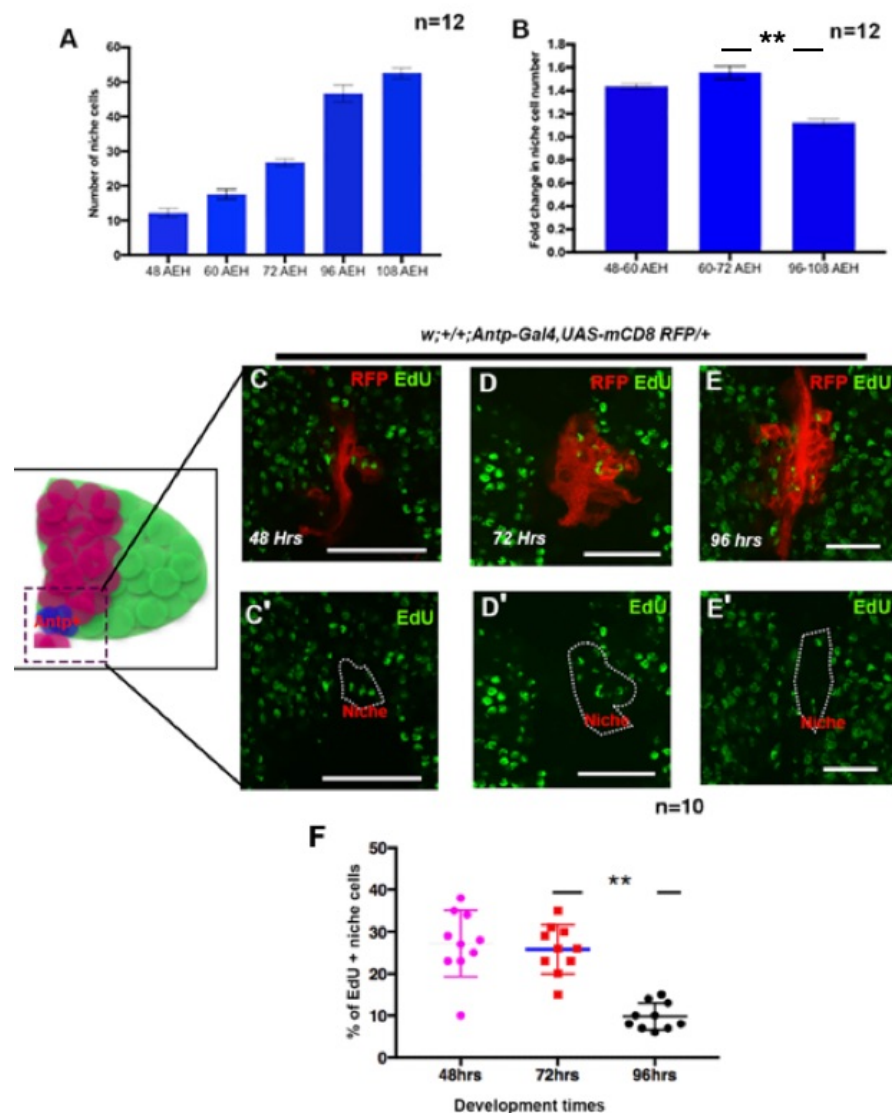 A
n=12
Number of niche cells
60
50
40
30
20
10
0
48 AEH 60 AEH 72 AEH 96 AEH 108 AEH
B
** n=12
Fold change in niche cell number
1.8
1.6
1.4
1.2
1.0
0.8
0.6
0.4
0.2
0.0
48-60 AEH 60-72 AEH 96-108 AEH
w;+/+;Antp-Gal4,UAS-mCD8 RFP/+
C RFP EdU
48 Hrs
D RFP EdU
72 Hrs
E RFP EdU
96 hrs
Antp+
C' EdU
Niche
D' EdU
Niche
E' EdU
Niche
n=10
F
% of EdU + niche cells
50
40
30
20
10
0
**
48hrs 72hrs 96hrs
Development times